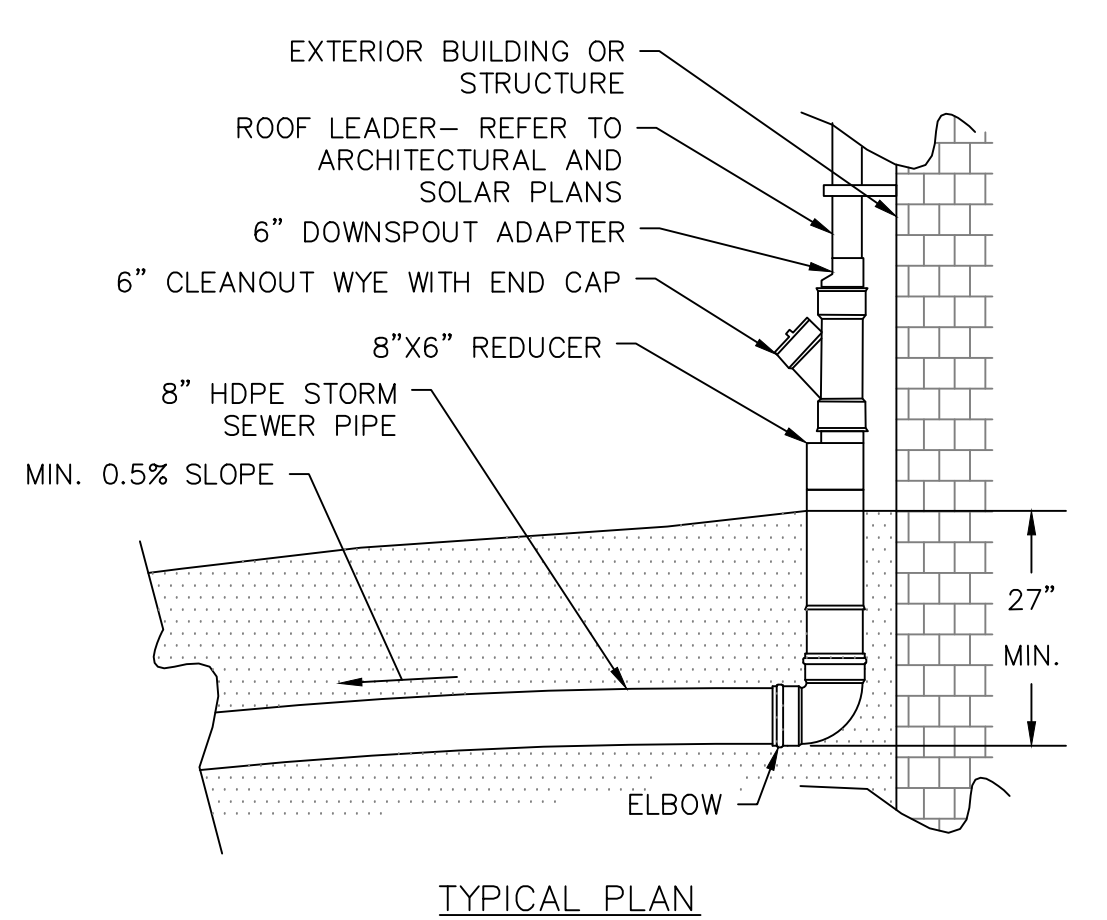 EXTERIOR BUILDING OR
STRUCTURE
ROOF LEADER– REFER TO
ARCHITECTURAL AND
SOLAR PLANS
6” DOWNSPOUT ADAPTER
6” CLEANOUT WYE WITH END CAP
8”X6” REDUCER
8” HDPE STORM
SEWER PIPE
MIN. 0.5% SLOPE
27”
MIN.
ELBOW
TYPICAL PLAN